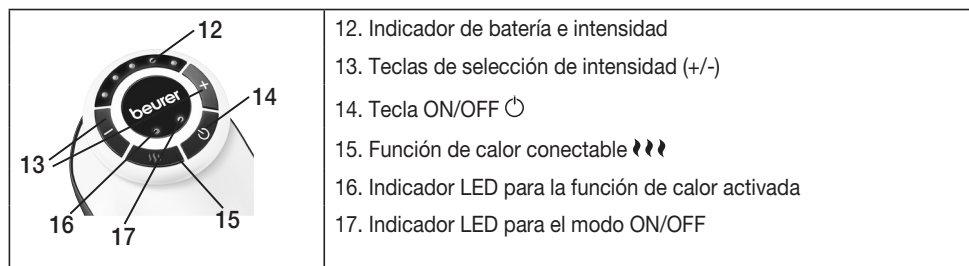 12
14
13
16
17
15
beurer
+
-
12. Indicador de batería e intensidad
13. Teclas de selección de intensidad (+/-)
14. Tecla ON/OFF
15. Función de calor conectable
16. Indicador LED para la función de calor activada
17. Indicador LED para el modo ON/OFF